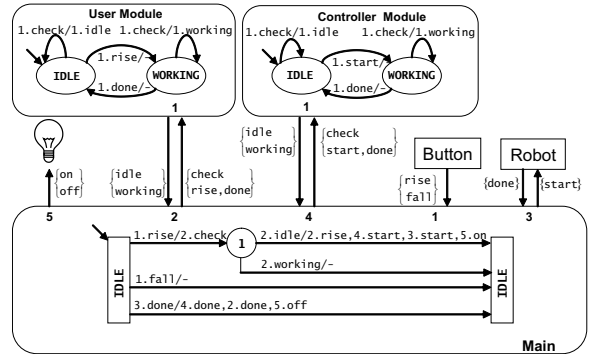 User Module
Controller Module
1.check/1.idle 1.check/1.working
1.check/1.idle 1.check/1.working
1.rise/-
1.start/-
IDLE
WORKING
IDLE
WORKING
1.done/-
1.done/-
1
1
idle
working
check
start,done
Button
Robot
on
off
idle
working
check
rise,done
rise
fall
{done}
{start}
5
2
4
1
3
1.rise/2.check
1
2.idle/2.rise,4.start,3.start,5.on
IDLE
IDLE
2.working/-
1.fall/-
3.done/4.done,2.done,5.off
Main